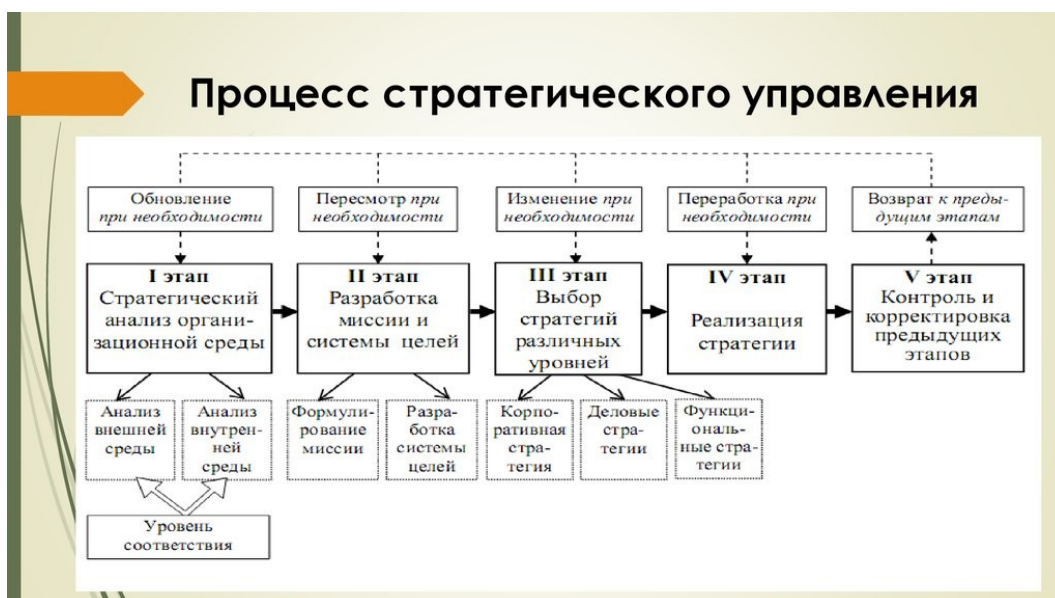 Процесс стратегического управления
Обновление
при необходимости
Пересмотр при
необходимости
Изменение при
необходимости
Переработка при
необходимости
Возврат к преды-
дущим этапам
I этап
Стратегический
анализ органи-
зационной среды
II этап
Разработка
миссии и
системы целей
III этап
Выбор
стратегий
различных
уровней
IV этап
Реализация
стратегии
V этап
Контроль и
корректировка
предыдущих
этапов
Анализ
внешней
среды
Анализ
внутрен-
ней
среды
Формули-
рование
миссии
Разра-
ботка
системы
целей
Корпо-
ративная
стра-
тегия
Деловые
стра-
тегии
Функци-
ональ-
ные стра-
тегии
Уровень
соответствия